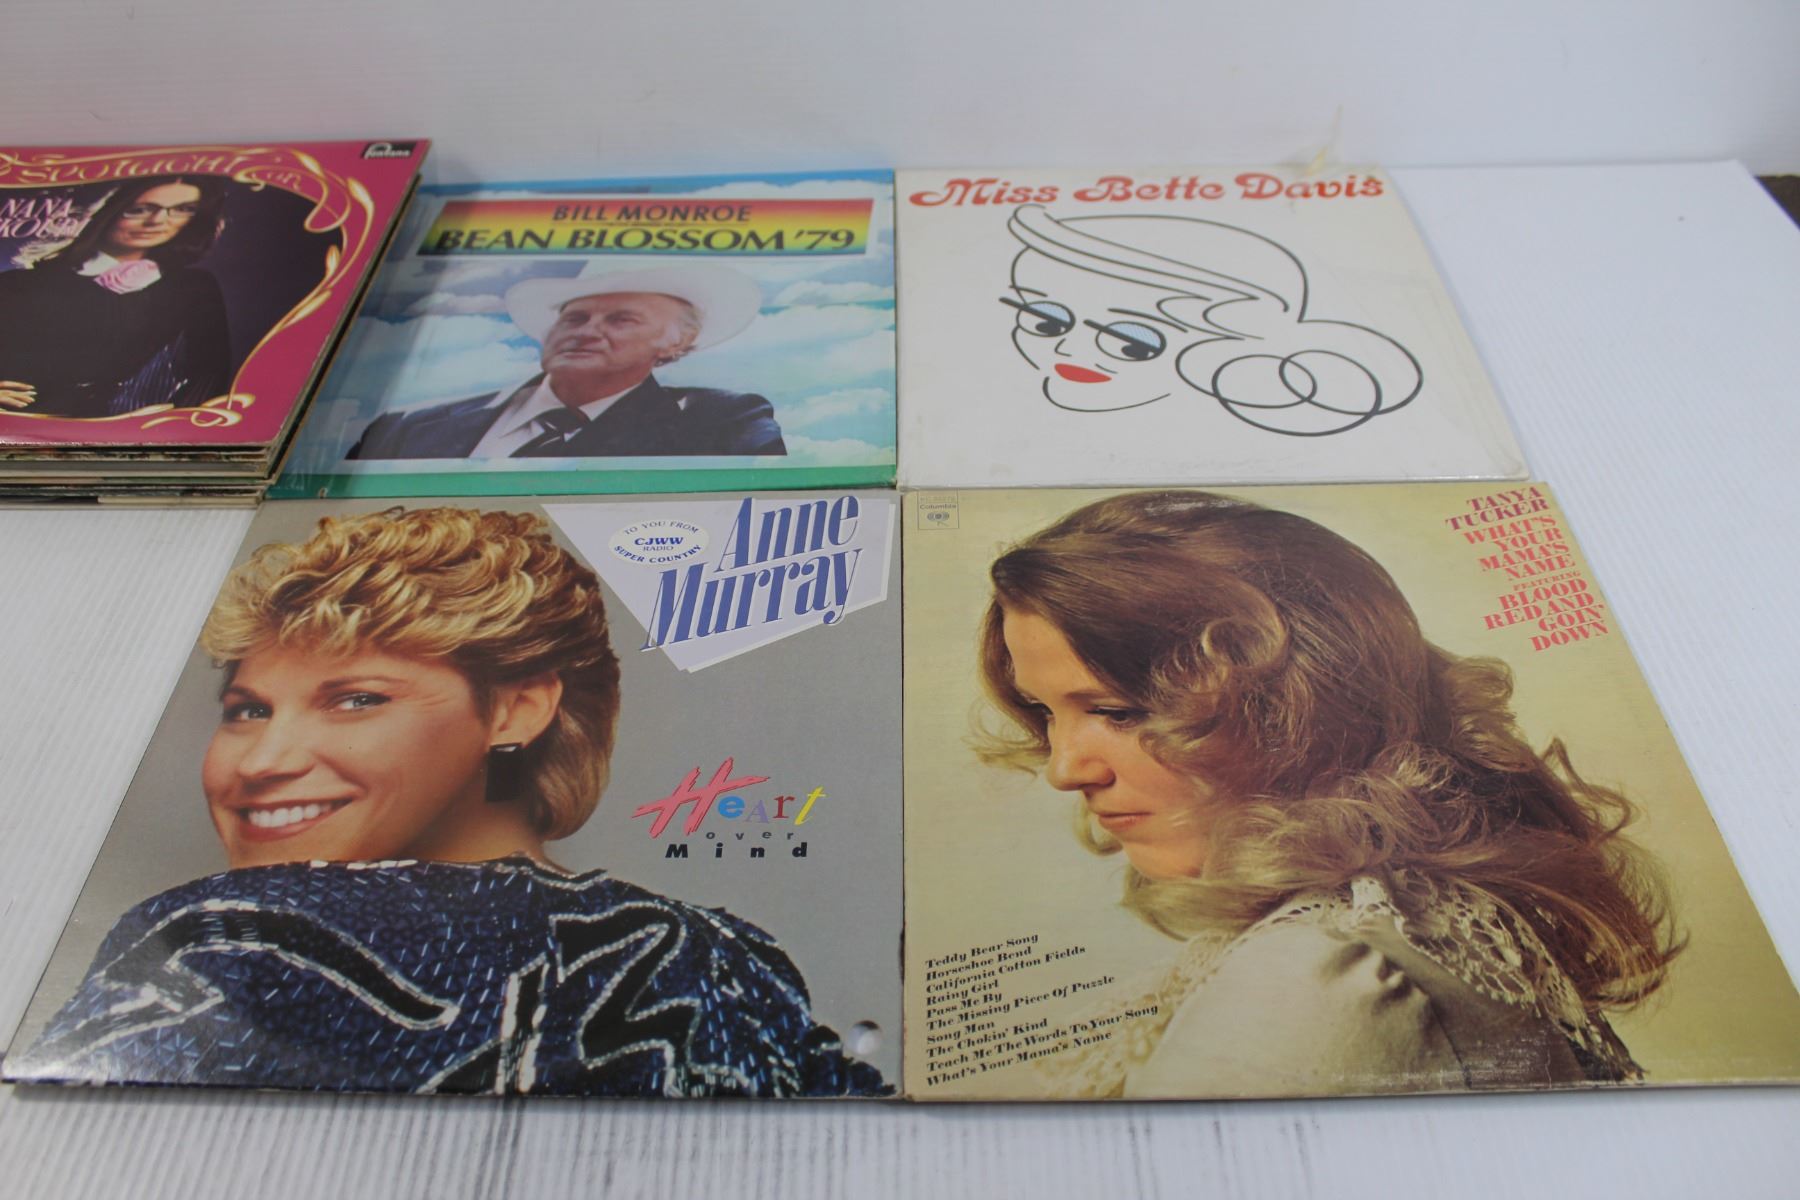 SPOTLIGHT on
fontana
NANA
BILL MONROE
BEAN BLOSSOM '79
Miss Bette Davis
TO YOU FROM
CJWW
RADIO
SUPER COUNTRY
Anne
Murray
Heart
over
Mind
Columbia
TANYA
TUCKER
WHAT'S
YOUR
MAMA'S
NAME
FEATURING
BLOOD
RED AND
GOIN'
DOWN
Teddy Bear Song
Horseshoe Bend
California Cotton Fields
Rainy Girl
Pass Me By
The Missing Piece Of Puzzle
Song Man
The Chokin' Kind
Teach Me The Words To Your Song
What's Your Mama's Name